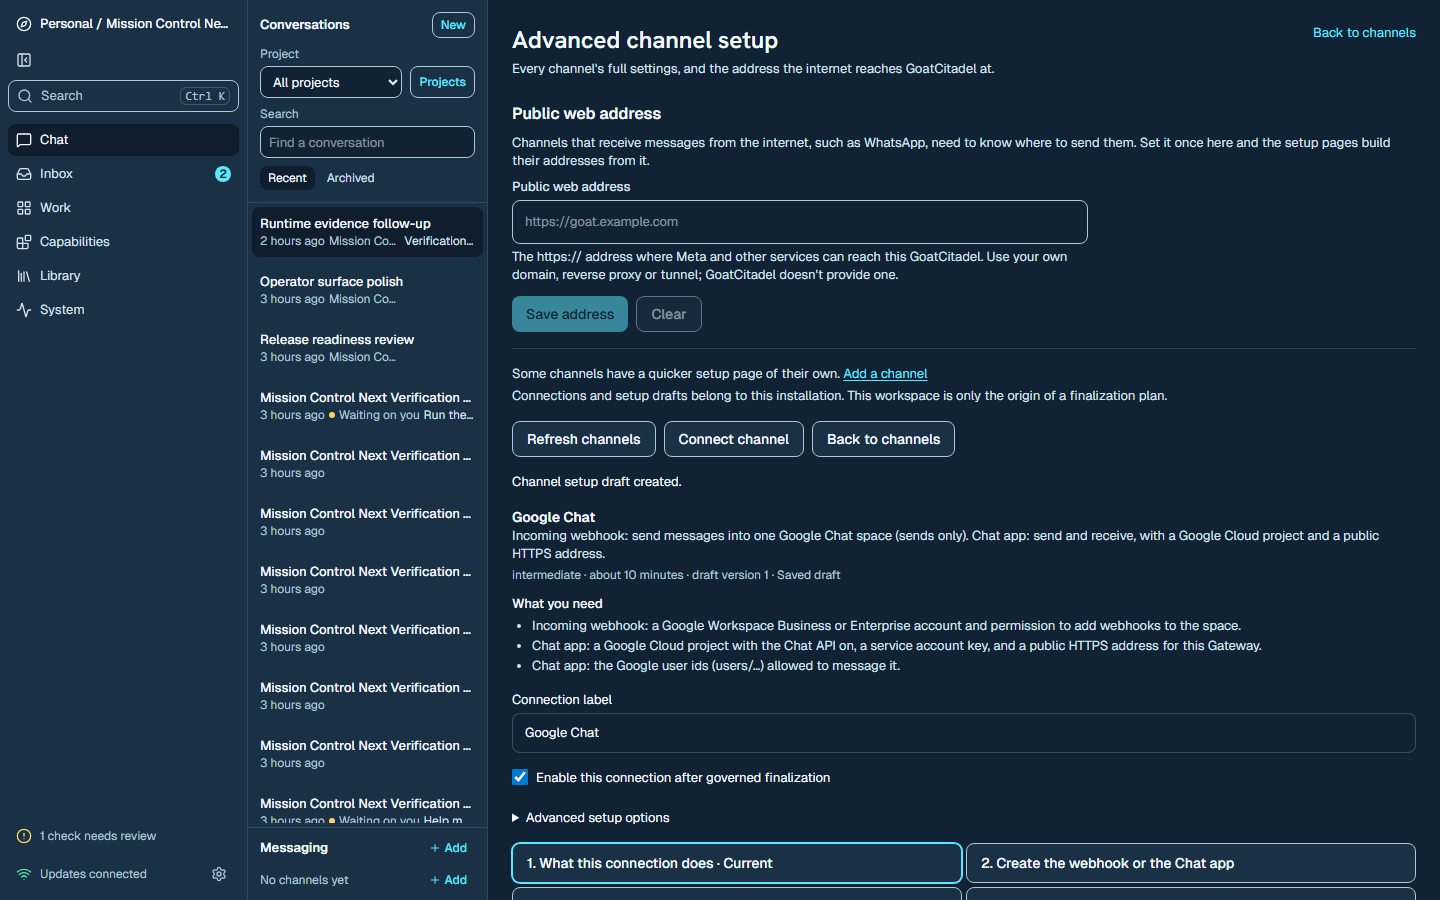 Personal / Mission Control Ne...
Search
Ctrl K
Chat
Inbox
2
Work
Capabilities
Library
System
1 check needs review
Updates connected
Conversations
New
Project
All projects
Projects
Search
Find a conversation
Recent
Archived
Runtime evidence follow-up
2 hours ago Mission Co... Verification...
Operator surface polish
3 hours ago Mission Co...
Release readiness review
3 hours ago Mission Co...
Mission Control Next Verification ...
3 hours ago Waiting on you Run the...
Mission Control Next Verification ...
3 hours ago
Mission Control Next Verification ...
3 hours ago
Mission Control Next Verification ...
3 hours ago
Mission Control Next Verification ...
3 hours ago
Mission Control Next Verification ...
3 hours ago
Mission Control Next Verification ...
3 hours ago
Mission Control Next Verification ...
3 hours ago Waiting on you Help m...
Messaging
+ Add
No channels yet
+ Add
Advanced channel setup
Back to channels
Every channel's full settings, and the address the internet reaches GoatCitadel at.
Public web address
Channels that receive messages from the internet, such as WhatsApp, need to know where to send them. Set it once here and the setup pages build
their addresses from it.
Public web address
https://goat.example.com
The https:// address where Meta and other services can reach this GoatCitadel. Use your own
domain, reverse proxy or tunnel; GoatCitadel doesn't provide one.
Save address
Clear
Some channels have a quicker setup page of their own. Add a channel
Connections and setup drafts belong to this installation. This workspace is only the origin of a finalization plan.
Refresh channels
Connect channel
Back to channels
Channel setup draft created.
Google Chat
Incoming webhook: send messages into one Google Chat space (sends only). Chat app: send and receive, with a Google Cloud project and a public
HTTPS address.
intermediate · about 10 minutes · draft version 1 · Saved draft
What you need
• Incoming webhook: a Google Workspace Business or Enterprise account and permission to add webhooks to the space.
• Chat app: a Google Cloud project with the Chat API on, a service account key, and a public HTTPS address for this Gateway.
• Chat app: the Google user ids (users/...) allowed to message it.
Connection label
Google Chat
Enable this connection after governed finalization
Advanced setup options
1. What this connection does · Current
2. Create the webhook or the Chat app